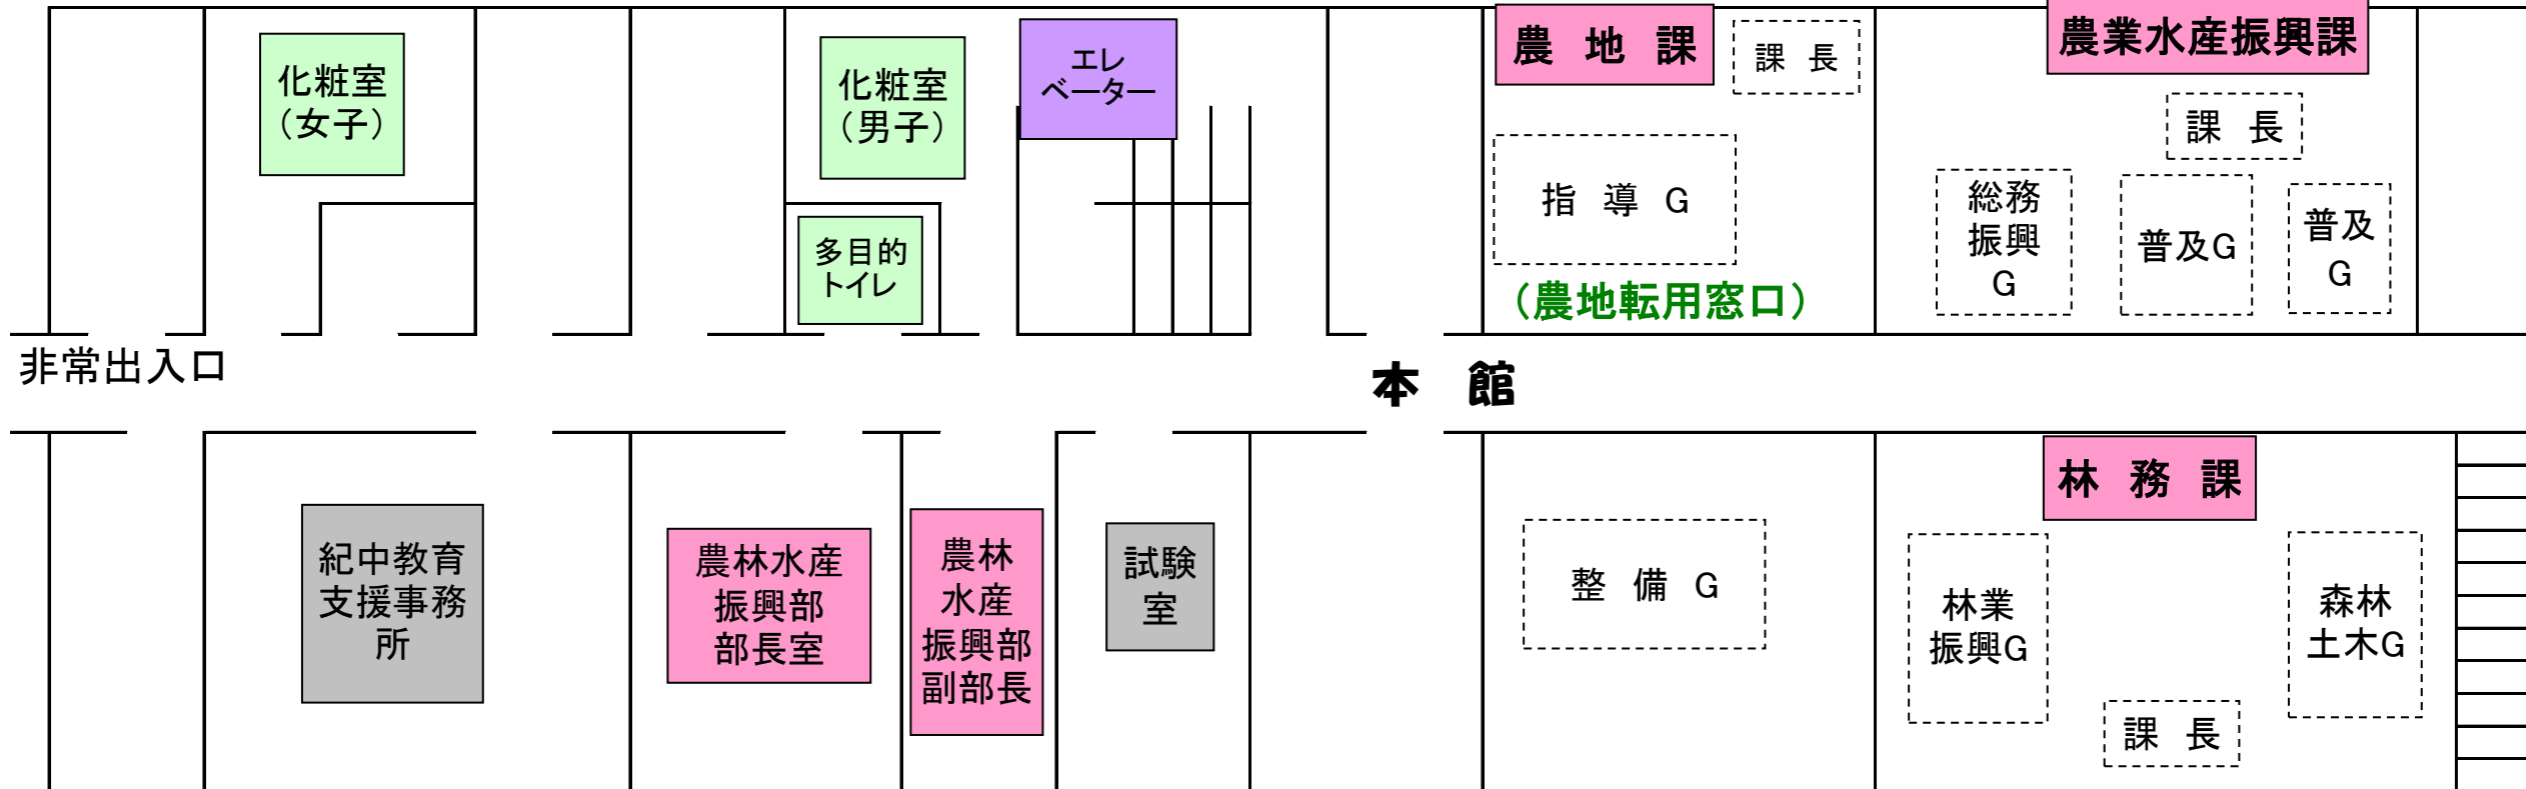 化粧室
（女子）
化粧室
（男子）
エレ
ベーター
多目的
トイレ
農 地 課
課 長
指 導 G
（農地転用窓口）
農業水産振興課
課 長
総務
振興
G
普及G
普及
G
非常出入口
本 館
紀中教育
支援事務
所
農林水産
振興部
部長室
農林
水産
振興部
副部長
試験
室
整 備 G
林 務 課
林業
振興G
森林
土木G
課 長